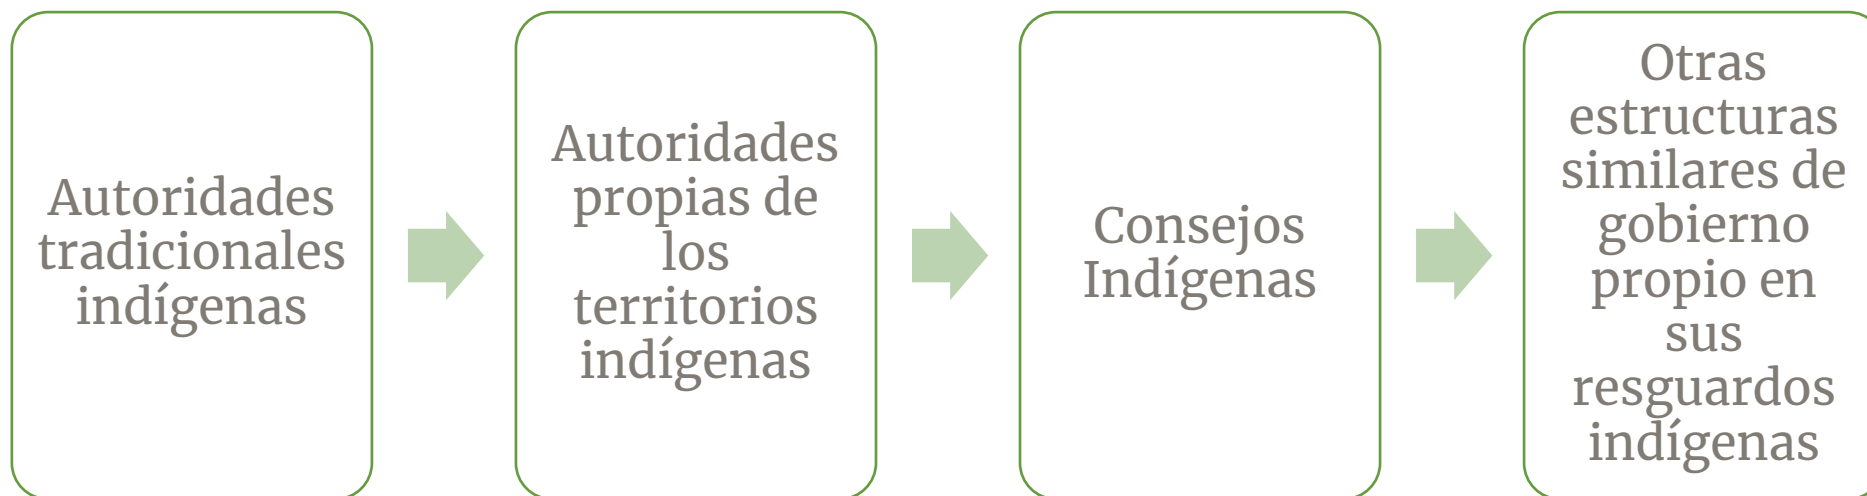 Autoridades
tradicionales
indígenas
Autoridades
propias de
los
territorios
indígenas
Consejos
Indígenas
Otras
estructuras
similares de
gobierno
propio en
sus
resguardos
indígenas